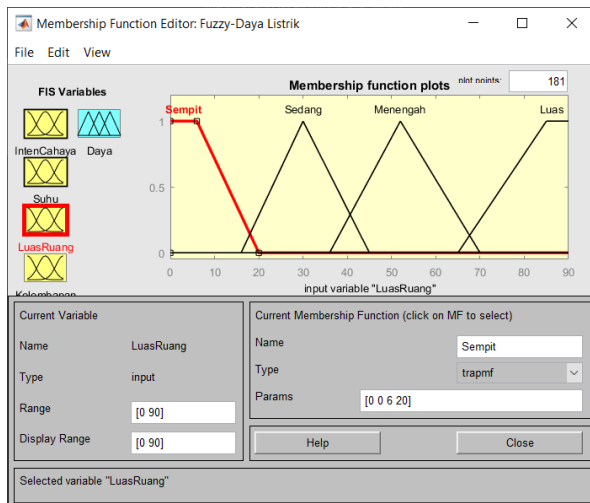 Membership Function Editor: Fuzzy-Daya Listrik
File Edit View
FIS Variables
IntenCahaya Daya
Suhu
LuasRuang
Kelembapan
Membership function plots plot points: 181
Sempit Sedang Menengah Luas
1
0.5
0
0 10 20 30 40 50 60 70 80 90
input variable "LuasRuang"
Current Variable
Name LuasRuang
Type input
Range [0 90]
Display Range [0 90]
Current Membership Function (click on MF to select)
Name Sempit
Type trapmf
Params [0 0 6 20]
Help Close
Selected variable "LuasRuang"